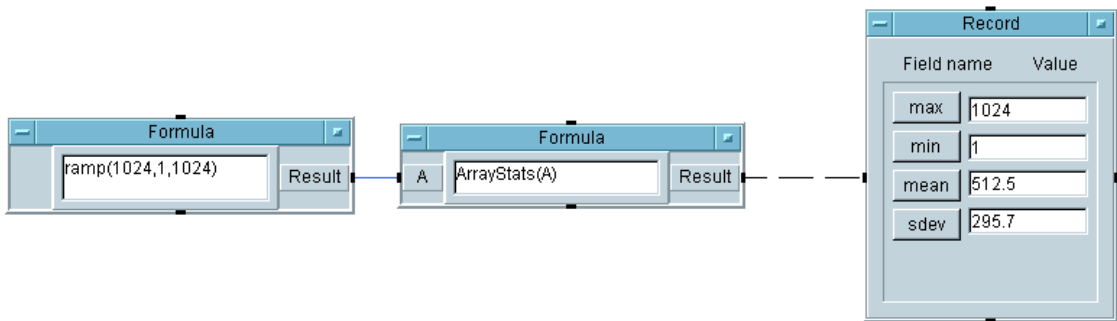 Formula
ramp(1024,1,1024)
Result
Formula
A
ArrayStats(A)
Result
Record
Field name Value
max 1024
min 1
mean 512.5
sdev 295.7